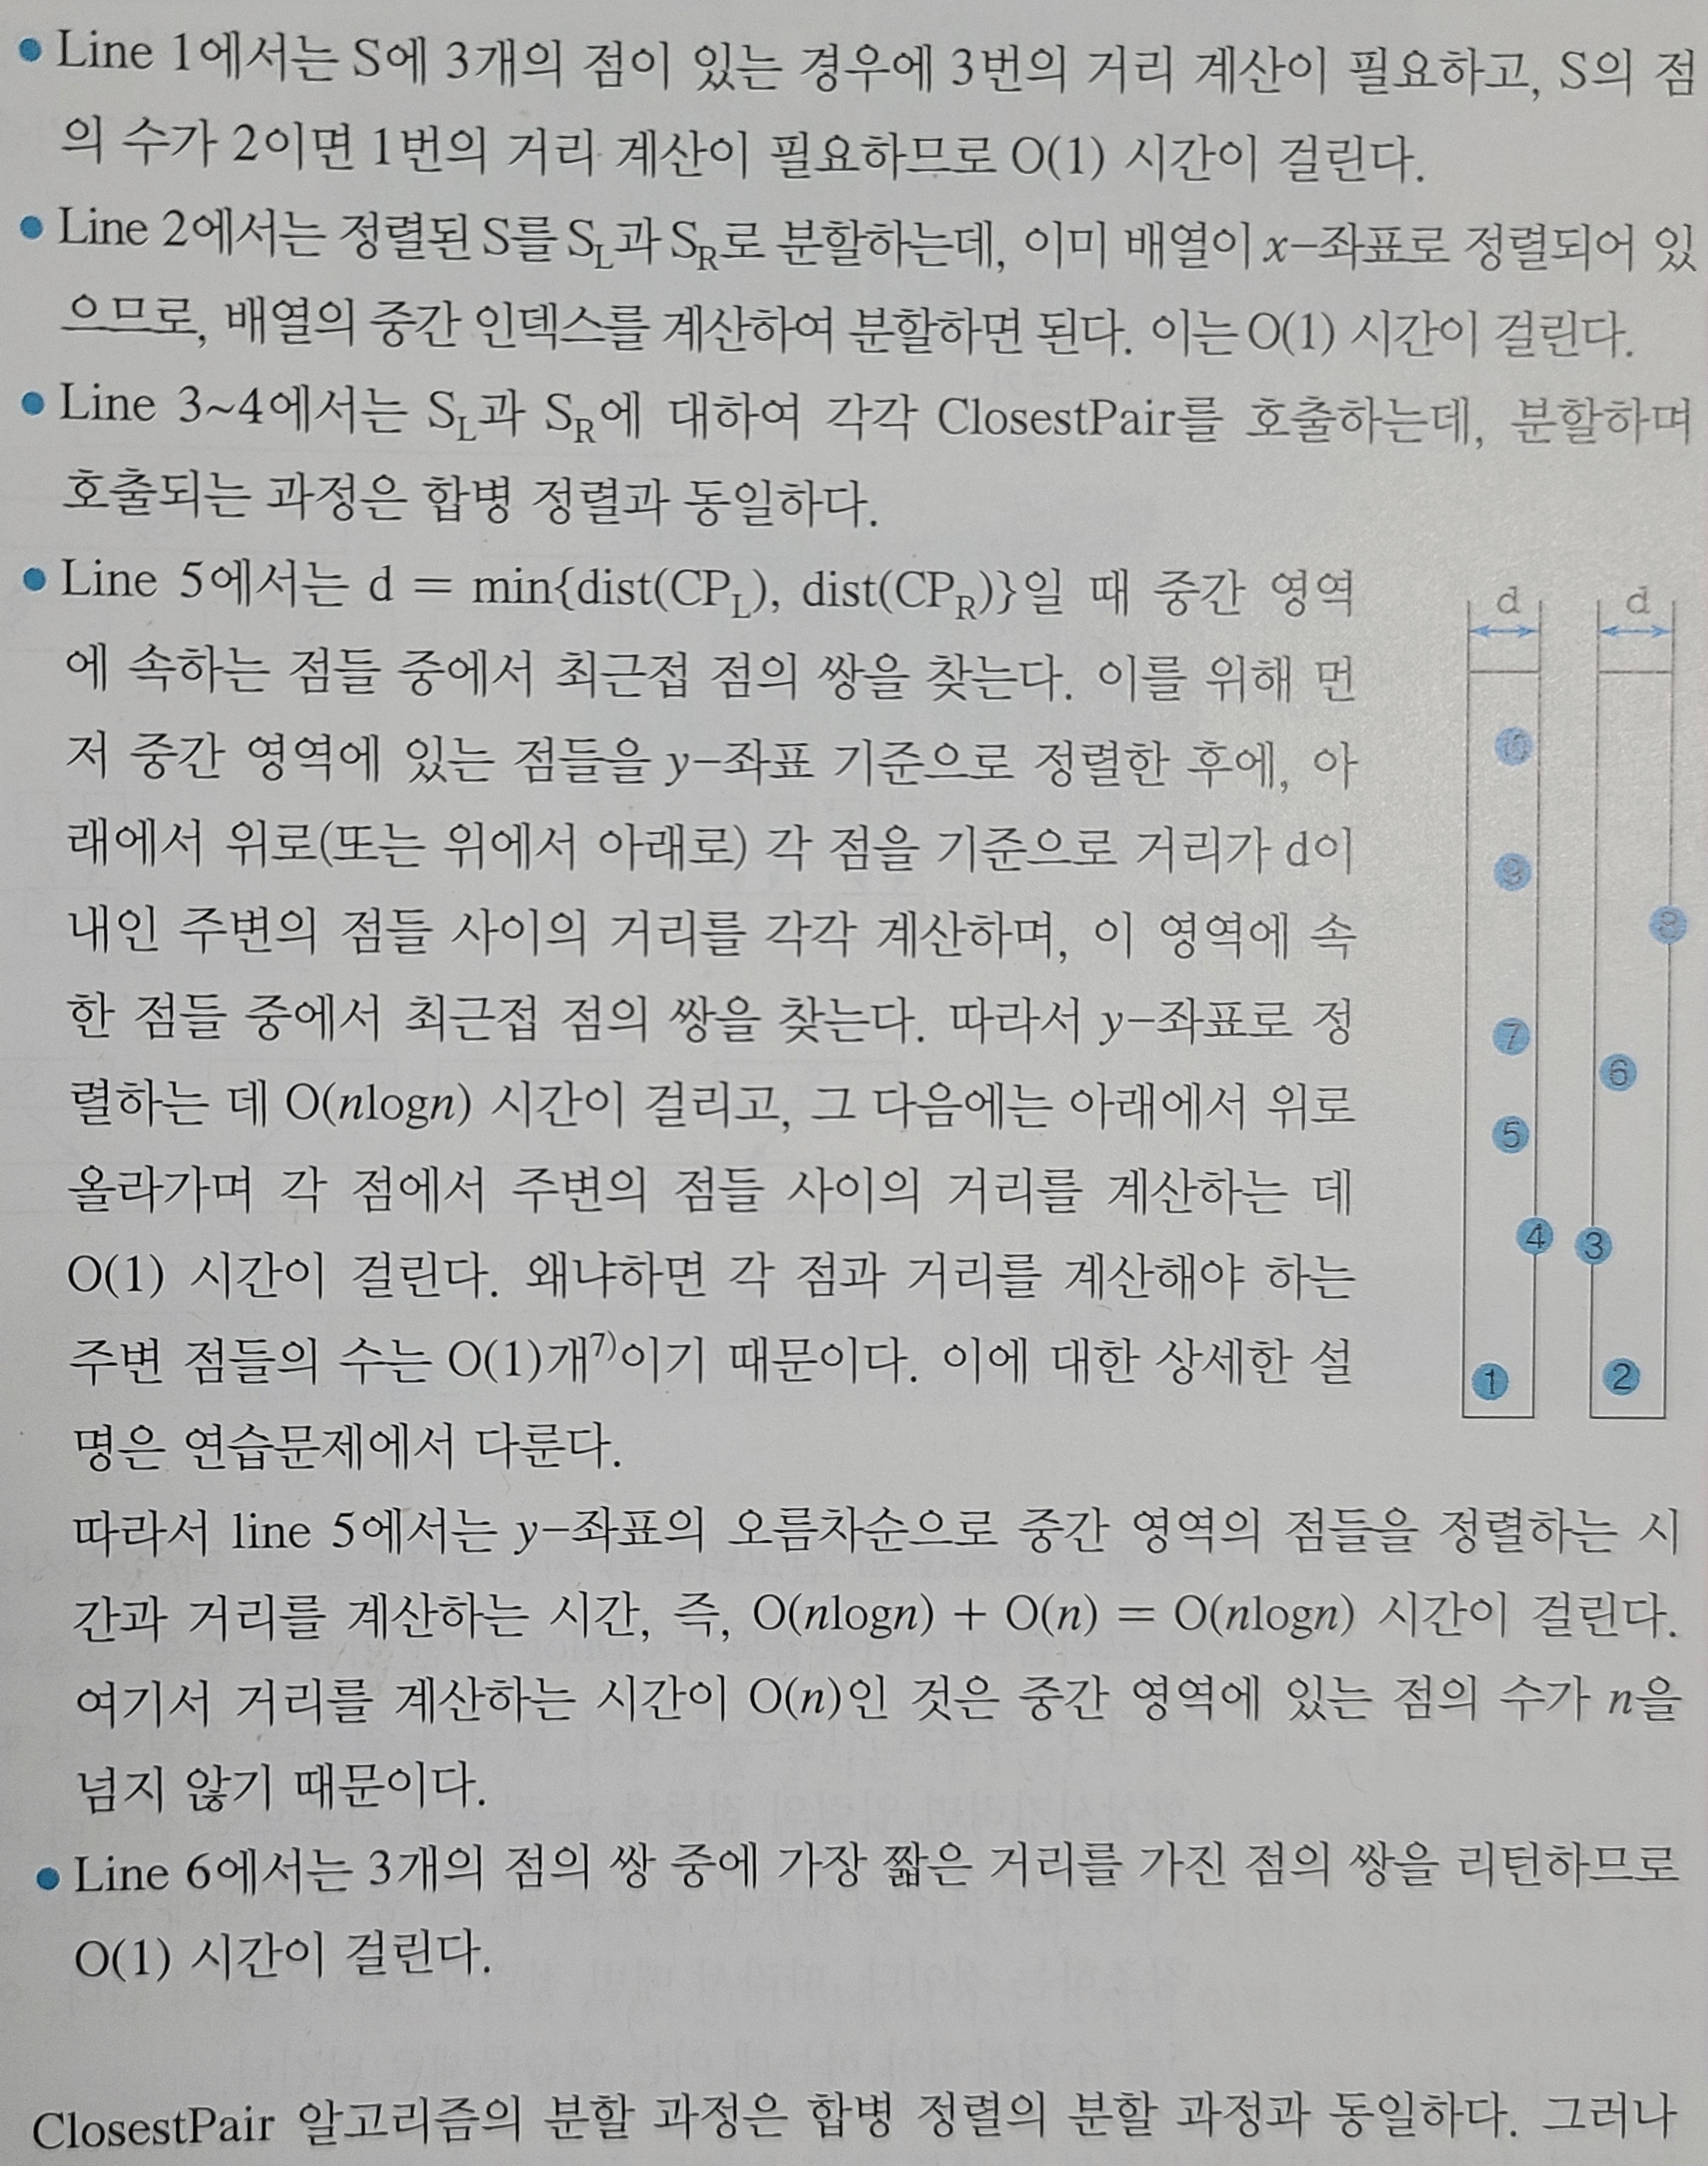 ● Line 1에서는 S에 3개의 점이 있는 경우에 3번의 거리 계산이 필요하고, S의 점
의 수가 2이면 1번의 거리 계산이 필요하므로 O(1) 시간이 걸린다.
● Line 2에서는 정렬된 S를 S_L과 S_R로 분할하는데, 이미 배열이 x-좌표로 정렬되어 있
으므로, 배열의 중간 인덱스를 계산하여 분할하면 된다. 이는 O(1) 시간이 걸린다.
● Line 3~4에서는 S_L과 S_R에 대하여 각각 ClosestPair를 호출하는데, 분할하며
호출되는 과정은 합병 정렬과 동일하다.
● Line 5에서는 d = min{dist(CP_L), dist(CP_R)}일 때 중간 영역
에 속하는 점들 중에서 최근접 점의 쌍을 찾는다. 이를 위해 먼
저 중간 영역에 있는 점들을 y-좌표 기준으로 정렬한 후에, 아
래에서 위로(또는 위에서 아래로) 각 점을 기준으로 거리가 d이
내인 주변의 점들 사이의 거리를 각각 계산하며, 이 영역에 속
한 점들 중에서 최근접 점의 쌍을 찾는다. 따라서 y-좌표로 정
렬하는 데 O(nlogn) 시간이 걸리고, 그 다음에는 아래에서 위로
올라가며 각 점에서 주변의 점들 사이의 거리를 계산하는 데
O(1) 시간이 걸린다. 왜냐하면 각 점과 거리를 계산해야 하는
주변 점들의 수는 O(1)개7)이기 때문이다. 이에 대한 상세한 설
명은 연습문제에서 다룬다.
따라서 line 5에서는 y-좌표의 오름차순으로 중간 영역의 점들을 정렬하는 시
간과 거리를 계산하는 시간, 즉, O(nlogn) + O(n) = O(nlogn) 시간이 걸린다.
여기서 거리를 계산하는 시간이 O(n)인 것은 중간 영역에 있는 점의 수가 n을
넘지 않기 때문이다.
● Line 6에서는 3개의 점의 쌍 중에 가장 짧은 거리를 가진 점의 쌍을 리턴하므로
O(1) 시간이 걸린다.
ClosestPair 알고리즘의 분할 과정은 합병 정렬의 분할 과정과 동일하다. 그러나
d d
10
9
8
7
6
5
4 3
1 2